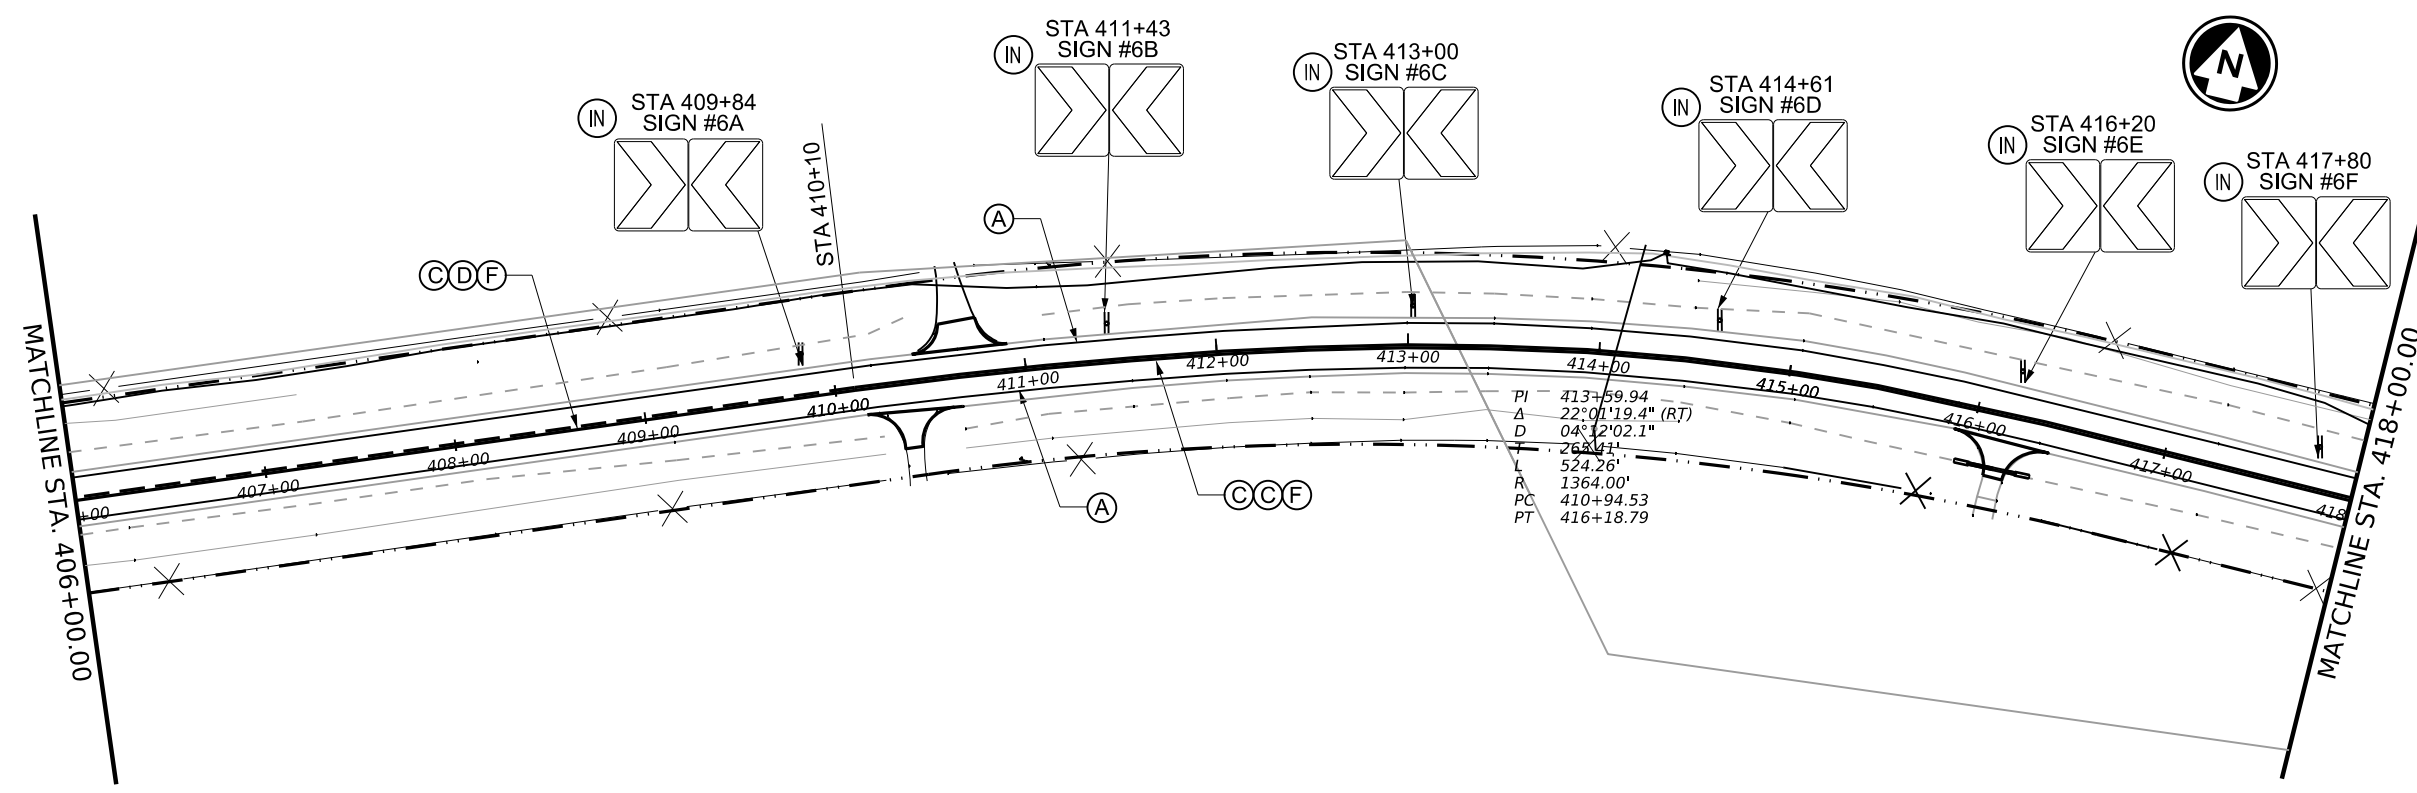 STA 411+43
SIGN #6B
IN
STA 413+00
SIGN #6C
IN
N
STA 414+61
SIGN #6D
IN
STA 409+84
SIGN #6A
IN
STA 416+20
SIGN #6E
IN
STA 417+80
SIGN #6F
IN
STA 410+10
A
C D F
MATCHLINE STA. 406+00.00
+00
407+00
408+00
409+00
410+00
411+00
412+00
413+00
414+00
415+00
416+00
417+00
418
MATCHLINE STA. 418+00.00
A
C C F
PI 413+59.94
Δ 22°01'19.4" (RT)
D 04°12'02.1"
T 265.41'
L 524.26'
R 1364.00'
PC 410+94.53
PT 416+18.79